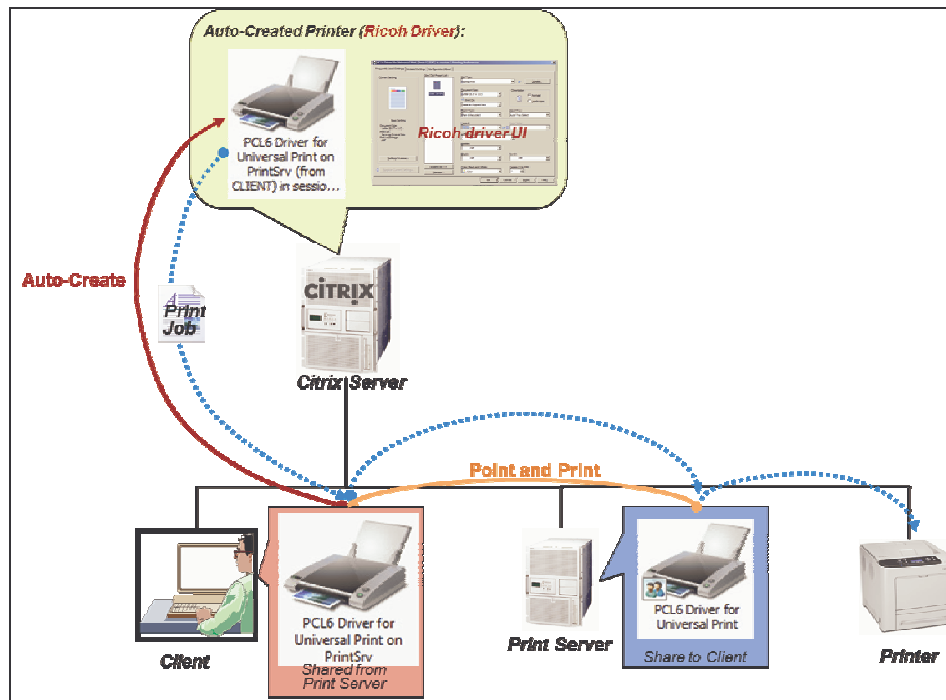 Auto-Created Printer (Ricoh Driver):
Ricoh driver UI
PCL6 Driver for
Universal Print on
PrintSrv (from
CLIENT) in sessio...
Auto-Create
Print
Job
CITRIX
Citrix Server
Point and Print
PCL6 Driver for
Universal Print on
PrintSrv
Shared from
Print Server
PCL6 Driver for
Universal Print
Share to Client
Client
Print Server
Printer